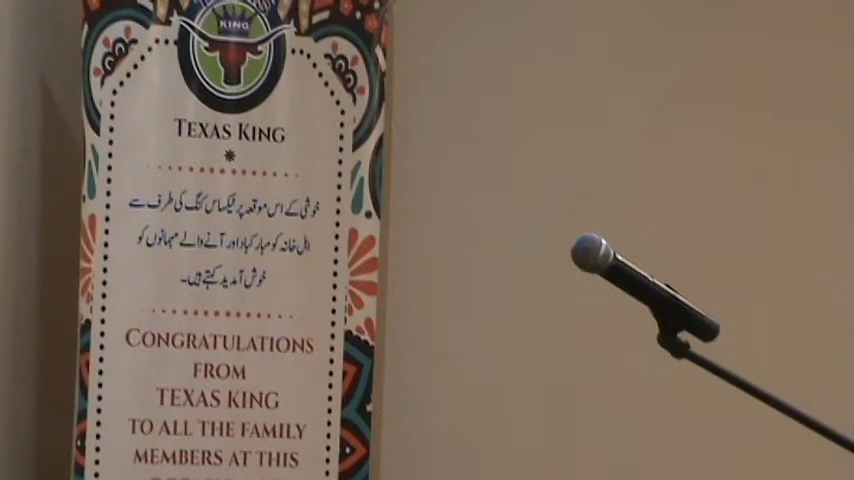 KING
TEXAS KING
خوشی کے اس موقعہ پر ٹیکساس کنگ کی طرف سے
اہل خانہ کو مبارکباد اور آنے والے مہمانوں کو
خوش آمدید کہتے ہیں۔
CONGRATULATIONS
FROM
TEXAS KING
TO ALL THE FAMILY
MEMBERS AT THIS